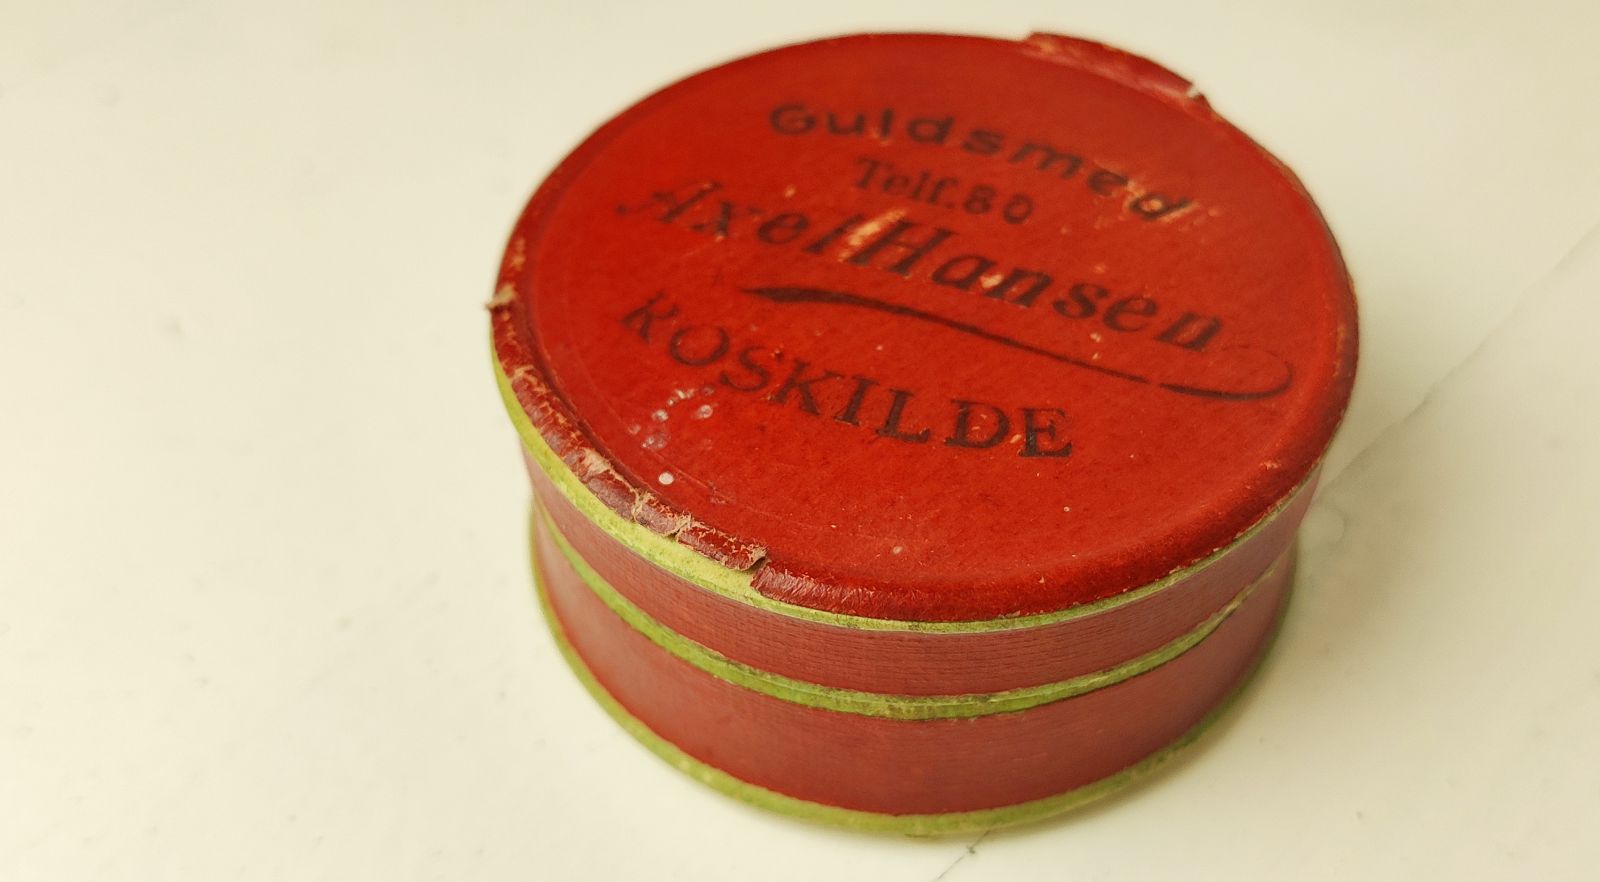 Guldsmed
Telf. 80
Axel Hansen
ROSKILDE